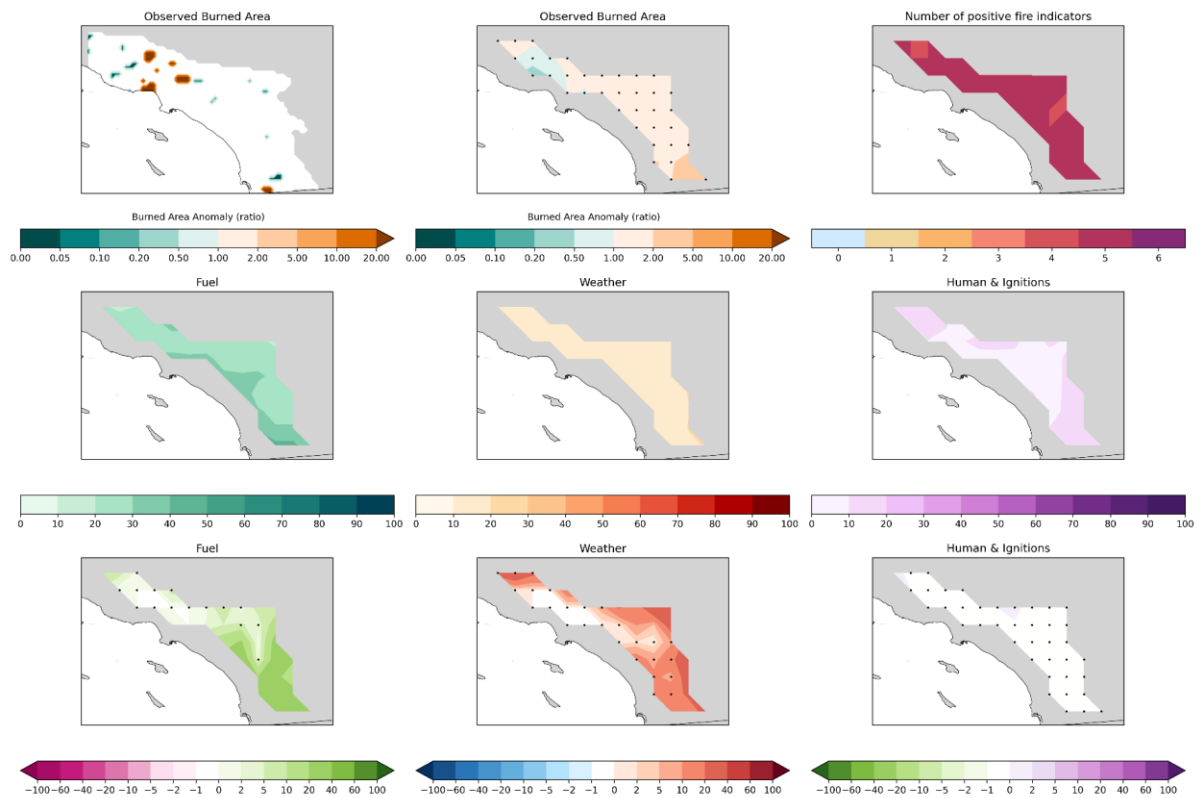 Observed Burned Area
Observed Burned Area
Number of positive fire indicators
Burned Area Anomaly (ratio)
Burned Area Anomaly (ratio)
0.00 0.05 0.10 0.20 0.50 1.00 2.00 5.00 10.00 20.00
0.00 0.05 0.10 0.20 0.50 1.00 2.00 5.00 10.00 20.00
0 1 2 3 4 5 6
Fuel
Weather
Human & Ignitions
0 10 20 30 40 50 60 70 80 90 100
0 10 20 30 40 50 60 70 80 90 100
0 10 20 30 40 50 60 70 80 90 100
Fuel
Weather
Human & Ignitions
−100 −60 −40 −20 −10 −5 −2 −1 0 2 5 10 20 40 60 100
−100 −60 −40 −20 −10 −5 −2 −1 0 2 5 10 20 40 60 100
−100 −60 −40 −20 −10 −5 −2 −1 0 1 2 5 10 20 40 60 100